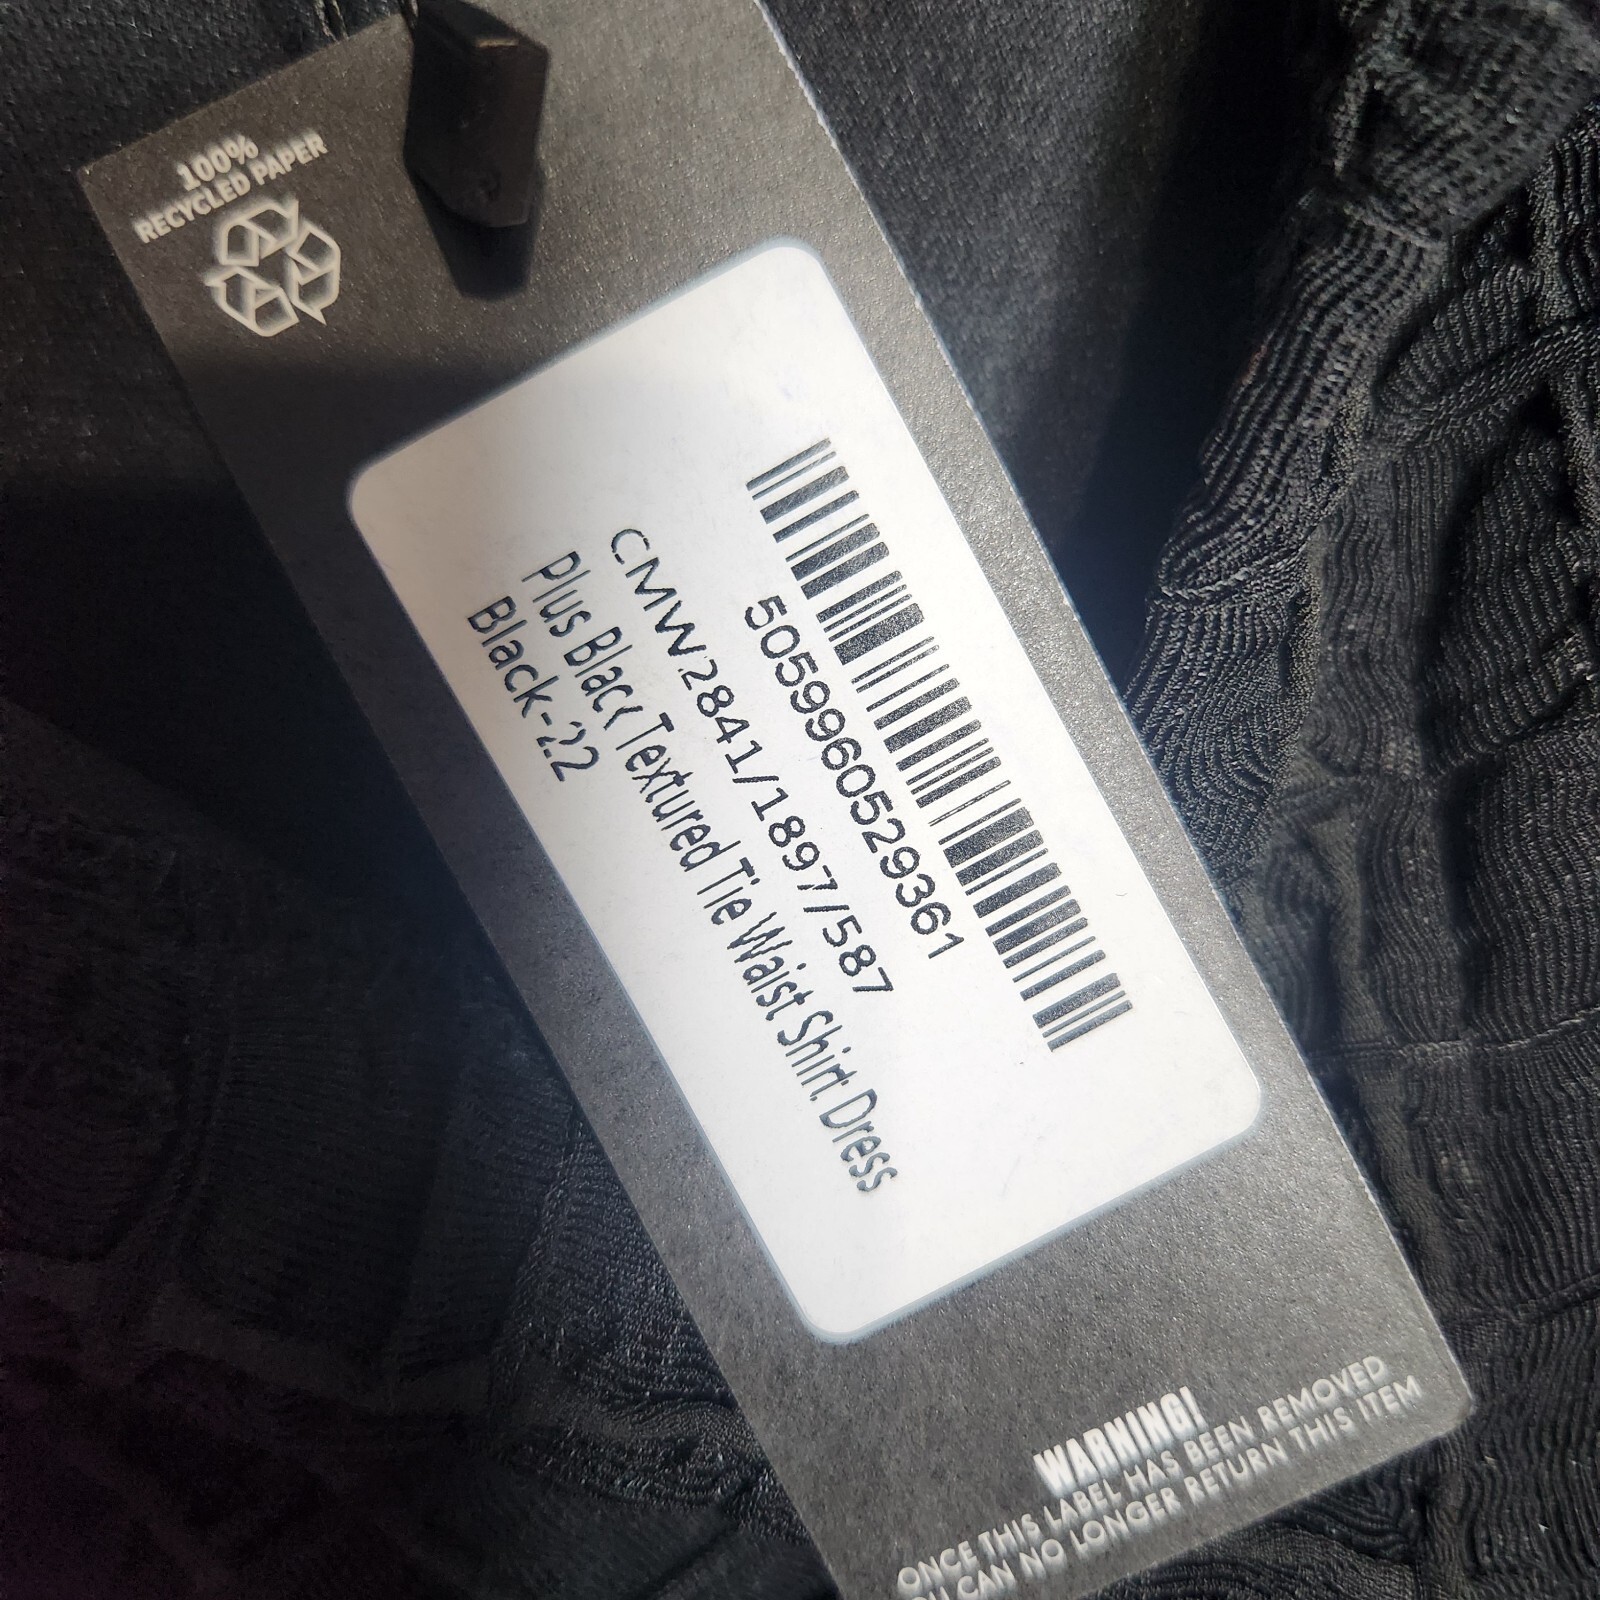 100%
RECYCLED PAPER
5059960529361
CMW2841/1897/587
Plus Black Textured Tie Waist Shirt Dress
Black-22
WARNING!
ONCE THIS LABEL HAS BEEN REMOVED
YOU CAN NO LONGER RETURN THIS ITEM